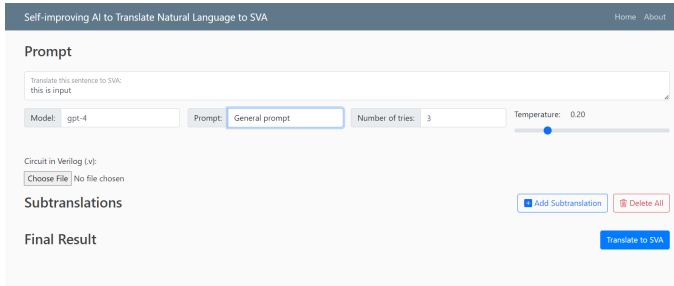 Self-improving AI to Translate Natural Language to SVA Home About
Prompt
Translate this sentence to SVA:
this is input
Model: gpt-4 Prompt: General prompt Number of tries: 3 Temperature: 0.20
Circuit in Verilog (.v):
Choose File No file chosen
Subtranslations Add Subtranslation Delete All
Final Result Translate to SVA